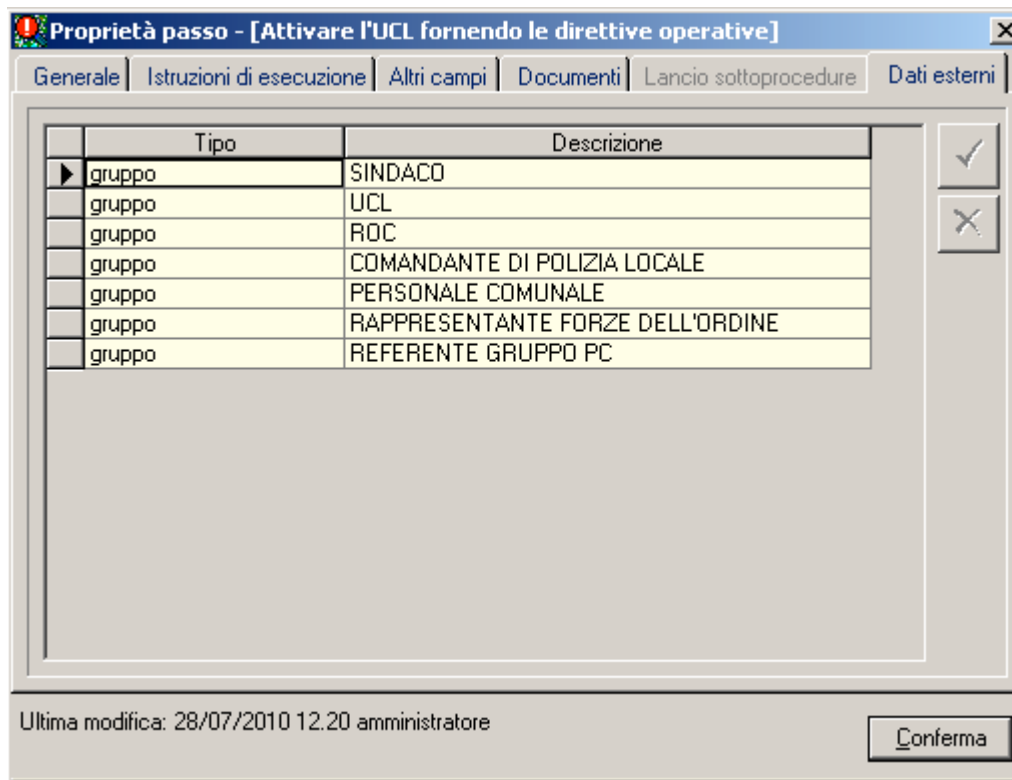 Proprietà passo - [Attivare l'UCL fornendo le direttive operative]
Generale Istruzioni di esecuzione Altri campi Documenti Lancio sottoprocedure Dati esterni
Tipo Descrizione
gruppo SINDACO
gruppo UCL
gruppo ROC
gruppo COMANDANTE DI POLIZIA LOCALE
gruppo PERSONALE COMUNALE
gruppo RAPPRESENTANTE FORZE DELL'ORDINE
gruppo REFERENTE GRUPPO PC
Ultima modifica: 28/07/2010 12.20 amministratore
Conferma